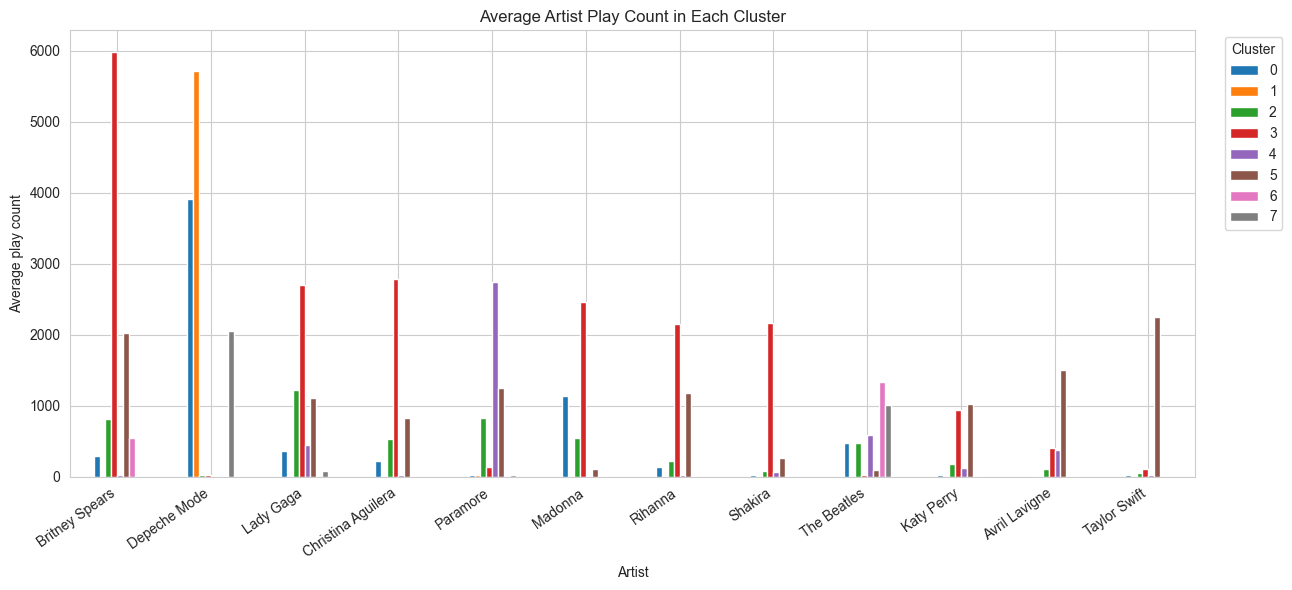 Average Artist Play Count in Each Cluster
Average play count
6000
5000
4000
3000
2000
1000
0
Britney Spears
Depeche Mode
Lady Gaga
Christina Aguilera
Paramore
Madonna
Rihanna
Shakira
The Beatles
Katy Perry
Avril Lavigne
Taylor Swift
Artist
Cluster
0
1
2
3
4
5
6
7